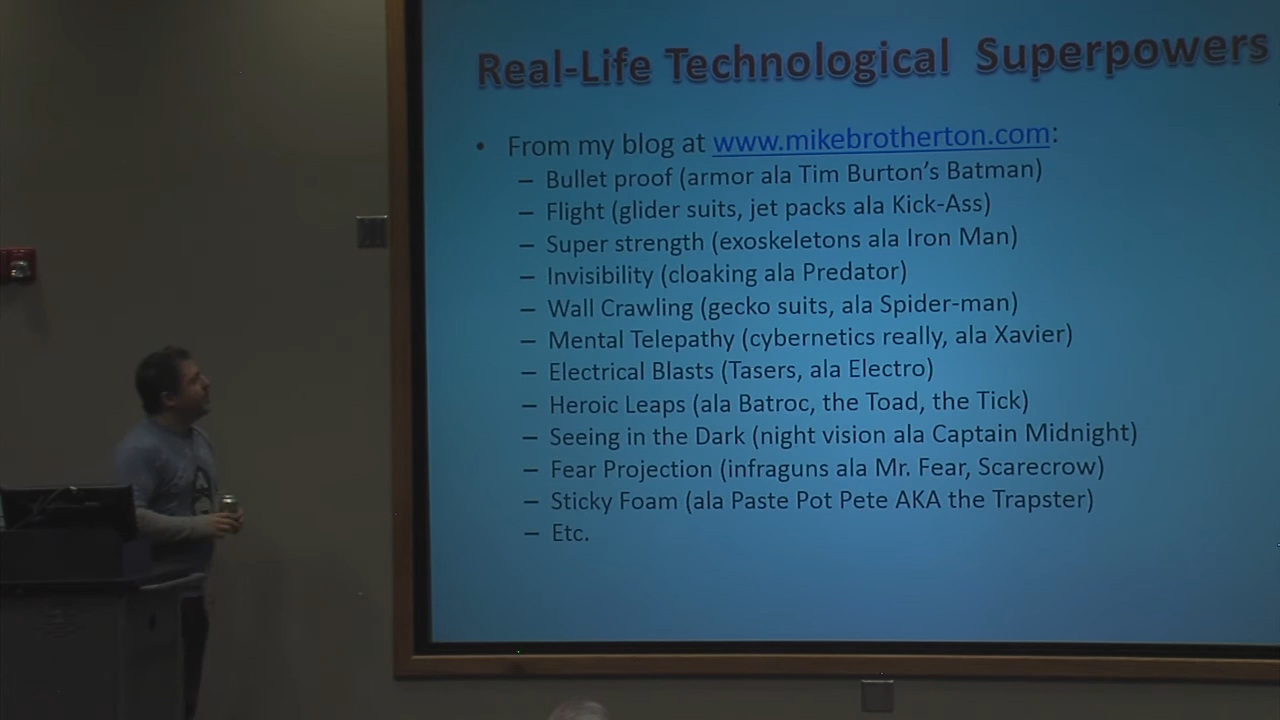 Real-Life Technological Superpowers
• From my blog at www.mikebrotherton.com:
– Bullet proof (armor ala Tim Burton's Batman)
– Flight (glider suits, jet packs ala Kick-Ass)
– Super strength (exoskeletons ala Iron Man)
– Invisibility (cloaking ala Predator)
– Wall Crawling (gecko suits, ala Spider-man)
– Mental Telepathy (cybernetics really, ala Xavier)
– Electrical Blasts (Tasers, ala Electro)
– Heroic Leaps (ala Batroc, the Toad, the Tick)
– Seeing in the Dark (night vision ala Captain Midnight)
– Fear Projection (infraguns ala Mr. Fear, Scarecrow)
– Sticky Foam (ala Paste Pot Pete AKA the Trapster)
– Etc.